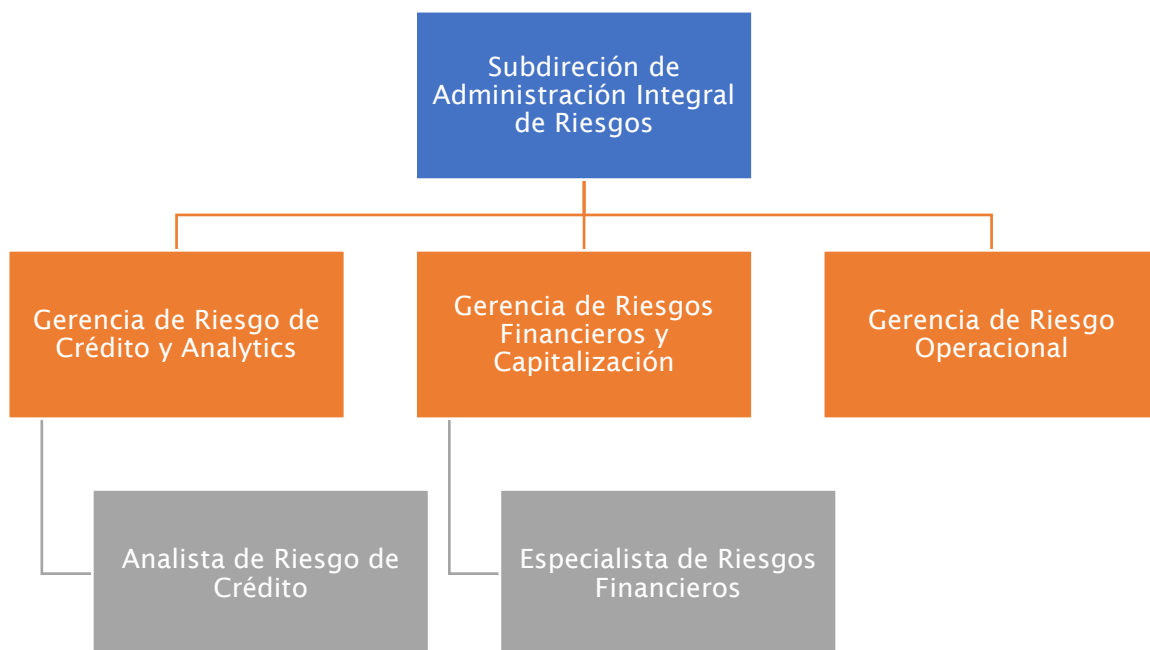 Subdireción de
Administración Integral
de Riesgos
Gerencia de Riesgo de
Crédito y Analytics
Gerencia de Riesgos
Financieros y
Capitalización
Gerencia de Riesgo
Operacional
Analista de Riesgo de
Crédito
Especialista de Riesgos
Financieros